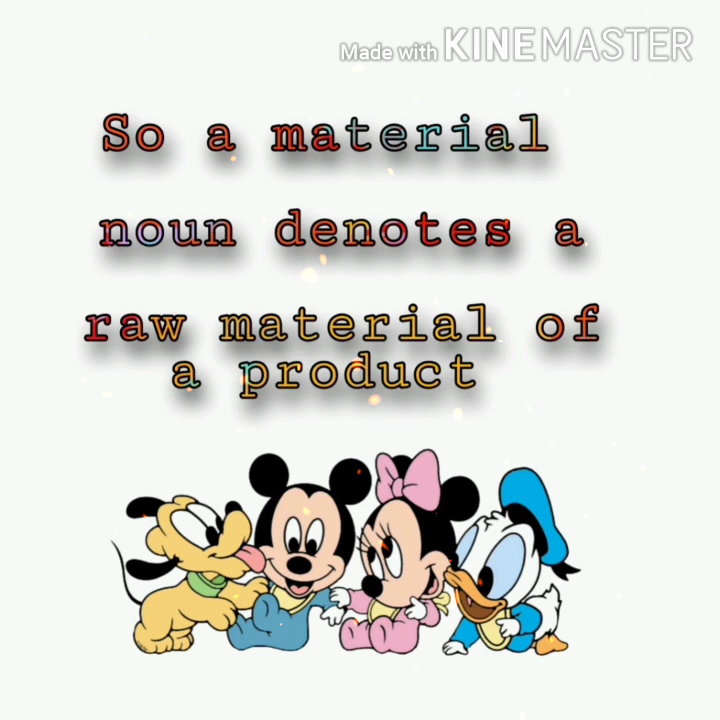 Made with KINEMASTER
So a material
noun denotes a
raw material of
a product